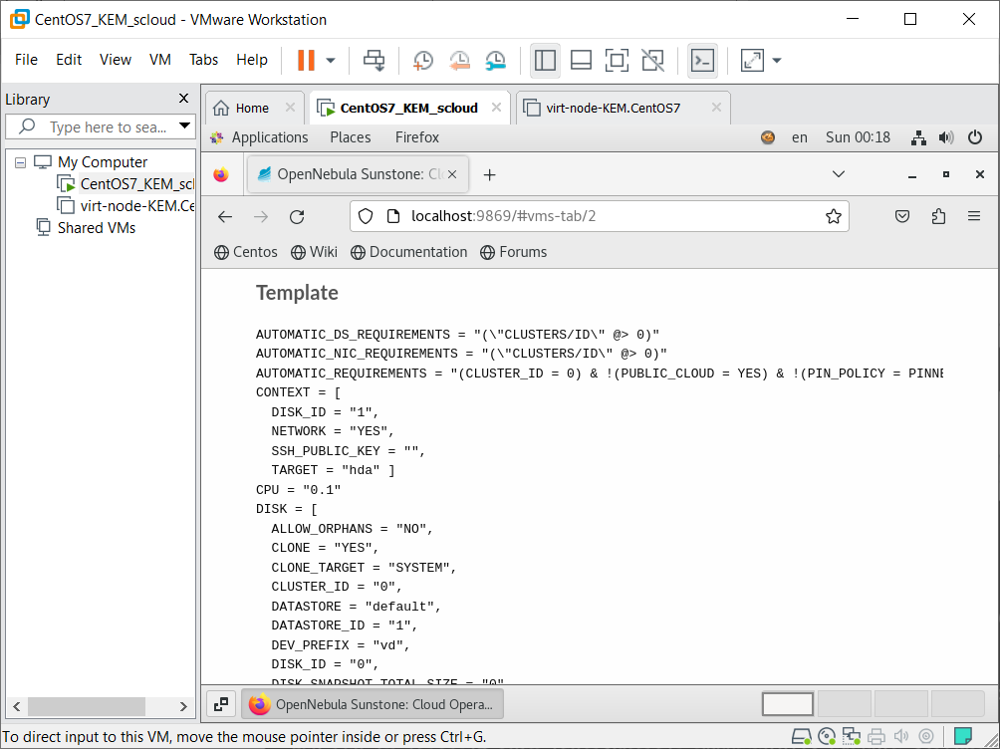 CentOS7_KEM_scloud - VMware Workstation
File Edit View VM Tabs Help
Library
Type here to sea...
My Computer
CentOS7_KEM_scl
virt-node-KEM.Ce
Shared VMs
Home
CentOS7_KEM_scloud
virt-node-KEM.CentOS7
Applications Places Firefox
en Sun 00:18
OpenNebula Sunstone: Cl
localhost:9869/#vms-tab/2
Centos Wiki Documentation Forums
Template
AUTOMATIC_DS_REQUIREMENTS = "(\"CLUSTERS/ID\" @> 0)"
AUTOMATIC_NIC_REQUIREMENTS = "(\"CLUSTERS/ID\" @> 0)"
AUTOMATIC_REQUIREMENTS = "(CLUSTER_ID = 0) & !(PUBLIC_CLOUD = YES) & !(PIN_POLICY = PINNE
CONTEXT = [
DISK_ID = "1",
NETWORK = "YES",
SSH_PUBLIC_KEY = "",
TARGET = "hda" ]
CPU = "0.1"
DISK = [
ALLOW_ORPHANS = "NO",
CLONE = "YES",
CLONE_TARGET = "SYSTEM",
CLUSTER_ID = "0",
DATASTORE = "default",
DATASTORE_ID = "1",
DEV_PREFIX = "vd",
DISK_ID = "0",
DISK_SNAPSHOT_TOTAL_SIZE = "0"
OpenNebula Sunstone: Cloud Opera...
To direct input to this VM, move the mouse pointer inside or press Ctrl+G.